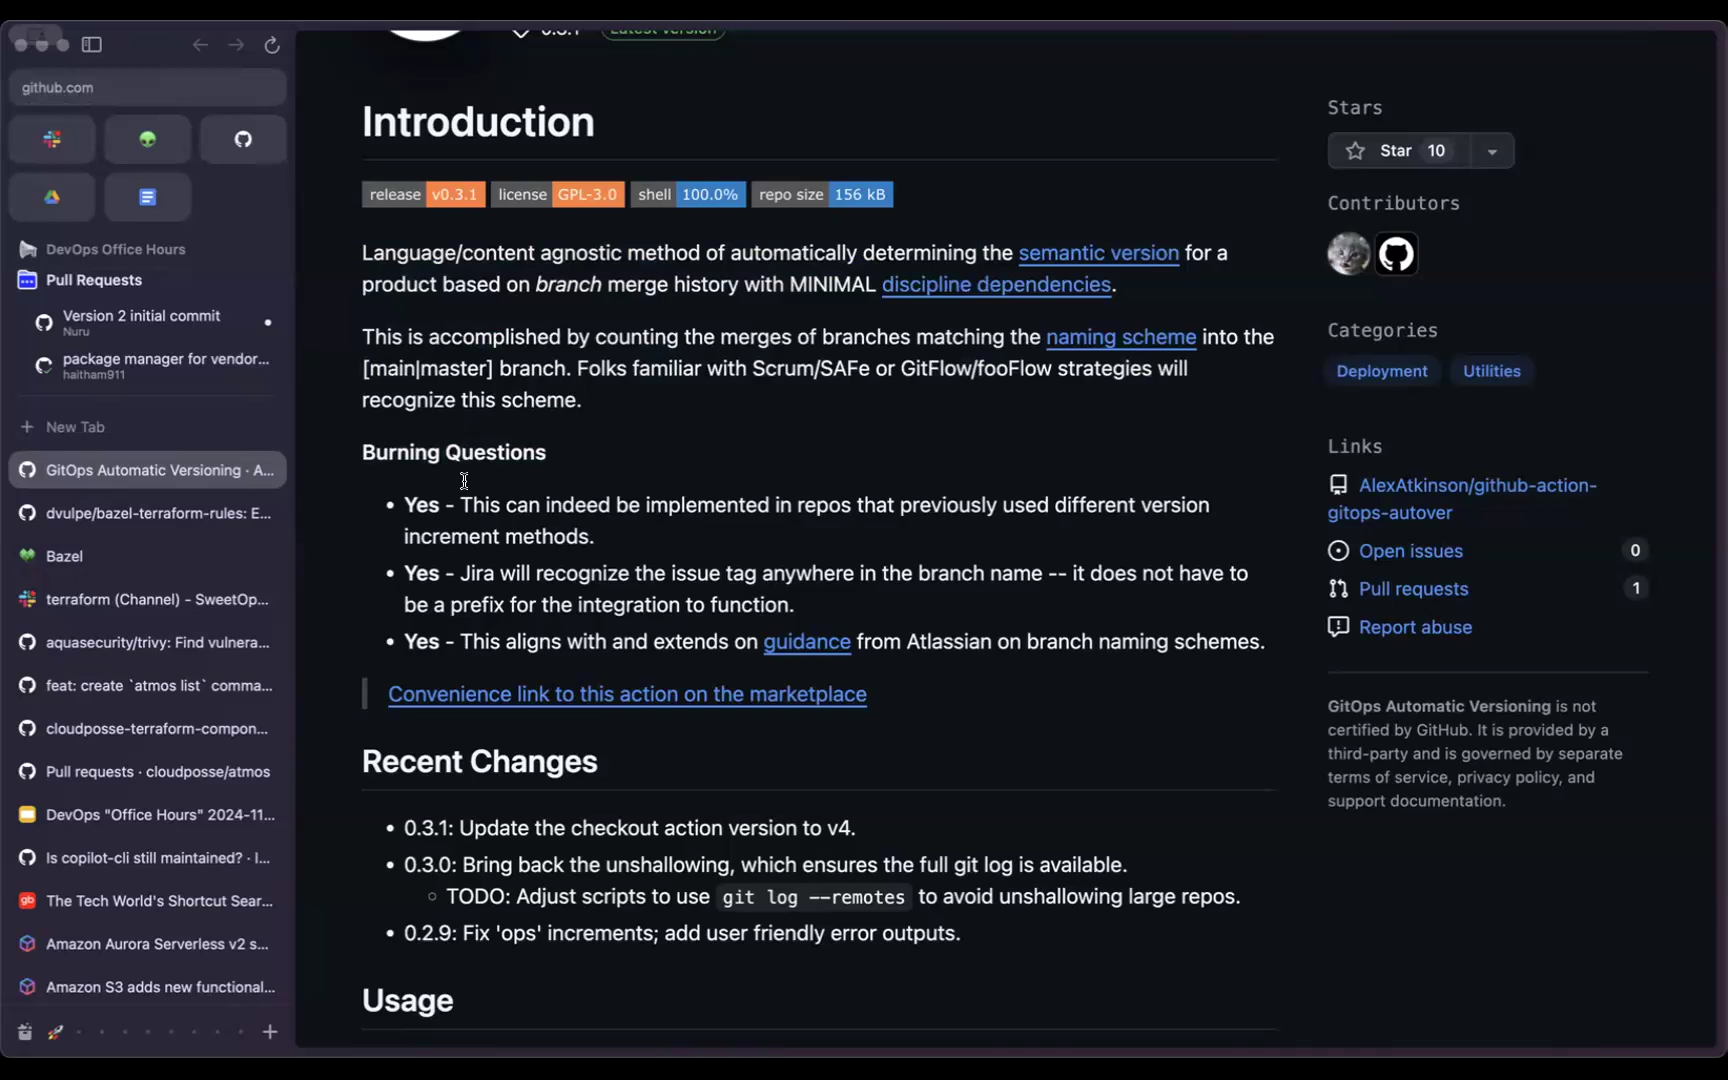 github.com
DevOps Office Hours
Pull Requests
Version 2 initial commit
Nuru
package manager for vendor...
haitham911
New Tab
GitOps Automatic Versioning · A...
dvulpe/bazel-terraform-rules: E...
Bazel
terraform (Channel) - SweetOp...
aquasecurity/trivy: Find vulnera...
feat: create `atmos list` comma...
cloudposse-terraform-compon...
Pull requests · cloudposse/atmos
DevOps "Office Hours" 2024-11...
Is copilot-cli still maintained? · I...
gb
The Tech World's Shortcut Sear...
Amazon Aurora Serverless v2 s...
Amazon S3 adds new functional...
0.3.1 Latest version
Introduction
release v0.3.1 license GPL-3.0 shell 100.0% repo size 156 kB
Language/content agnostic method of automatically determining the semantic version for a
product based on branch merge history with MINIMAL discipline dependencies.
This is accomplished by counting the merges of branches matching the naming scheme into the
[main|master] branch. Folks familiar with Scrum/SAFe or GitFlow/fooFlow strategies will
recognize this scheme.
Burning Questions
• Yes - This can indeed be implemented in repos that previously used different version
increment methods.
• Yes - Jira will recognize the issue tag anywhere in the branch name -- it does not have to
be a prefix for the integration to function.
• Yes - This aligns with and extends on guidance from Atlassian on branch naming schemes.
Convenience link to this action on the marketplace
Recent Changes
• 0.3.1: Update the checkout action version to v4.
• 0.3.0: Bring back the unshallowing, which ensures the full git log is available.
◦ TODO: Adjust scripts to use git log --remotes to avoid unshallowing large repos.
• 0.2.9: Fix 'ops' increments; add user friendly error outputs.
Usage
Stars
Star 10
Contributors
Categories
Deployment Utilities
Links
AlexAtkinson/github-action-
gitops-autover
Open issues 0
Pull requests 1
Report abuse
GitOps Automatic Versioning is not
certified by GitHub. It is provided by a
third-party and is governed by separate
terms of service, privacy policy, and
support documentation.